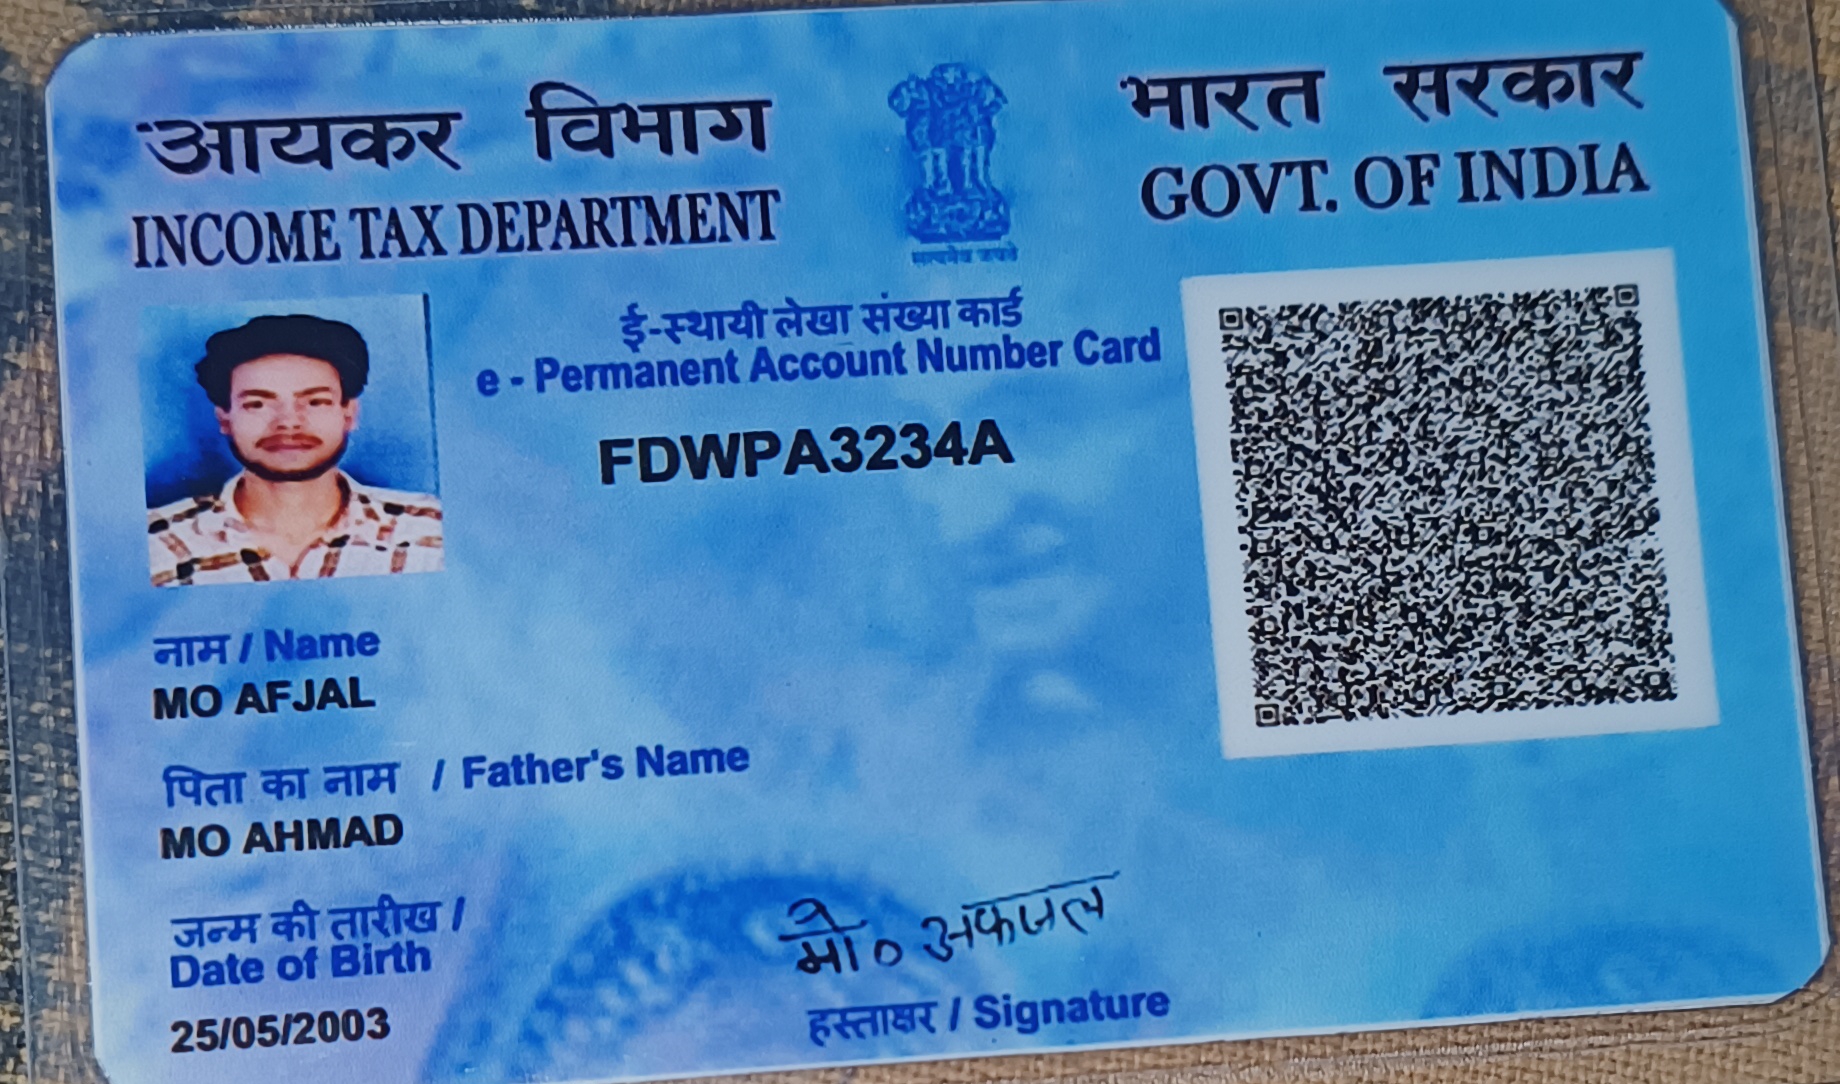 आयकर विभाग
INCOME TAX DEPARTMENT
भारत सरकार
GOVT. OF INDIA
सत्यमेव जयते
ई-स्थायी लेखा संख्या कार्ड
e - Permanent Account Number Card
FDWPA3234A
नाम / Name
MO AFJAL
पिता का नाम / Father's Name
MO AHMAD
जन्म की तारीख /
Date of Birth
25/05/2003
मो० अफजल
हस्ताक्षर / Signature